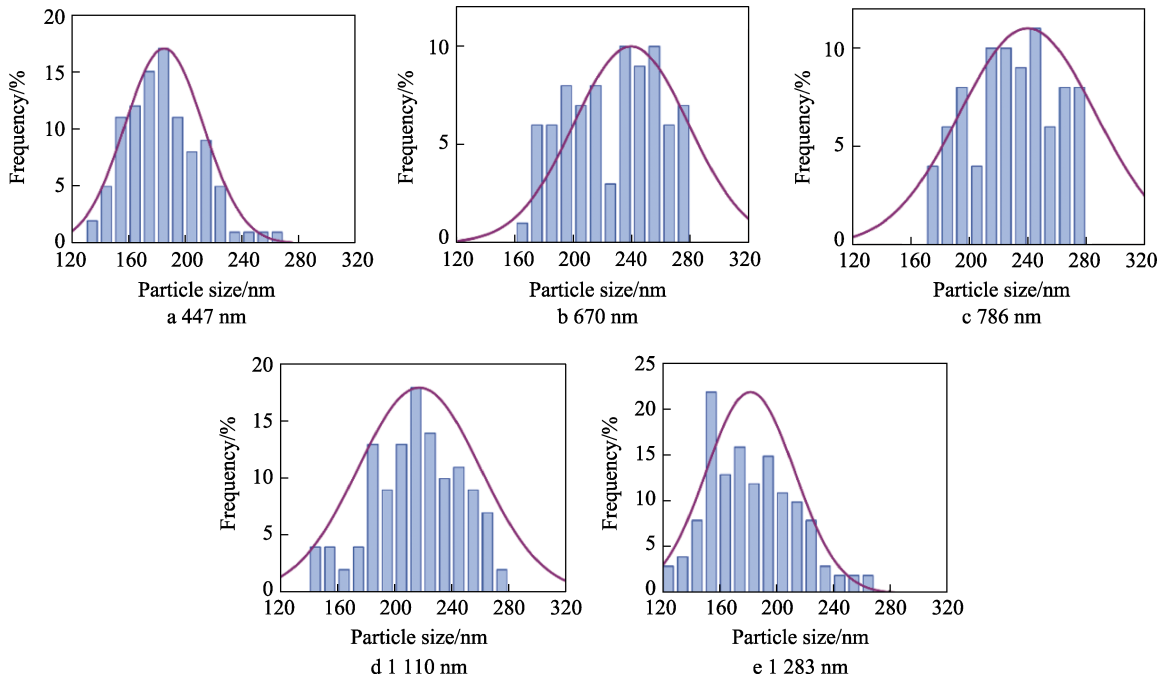 Frequency/%
20
15
10
5
0
120 160 200 240 280 320
Particle size/nm
a 447 nm
Frequency/%
10
5
0
120 160 200 240 280 320
Particle size/nm
b 670 nm
Frequency/%
10
5
0
120 160 200 240 280 320
Particle size/nm
c 786 nm
Frequency/%
20
15
10
5
0
120 160 200 240 280 320
Particle size/nm
d 1 110 nm
Frequency/%
25
20
15
10
5
0
120 160 200 240 280 320
Particle size/nm
e 1 283 nm